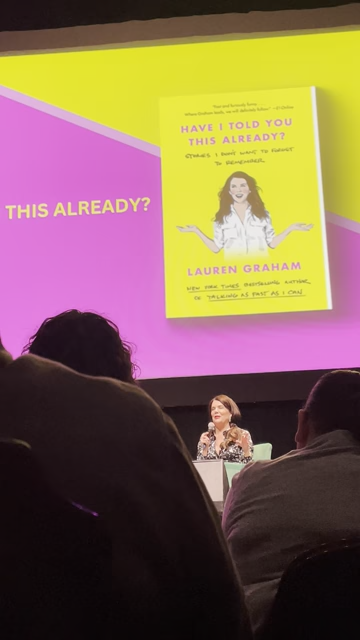 THIS ALREADY?
HAVE I TOLD YOU
THIS ALREADY?
STORIES I DON'T WANT TO FORGET
TO REMEMBER
LAUREN GRAHAM
NEW YORK TIMES BESTSELLING AUTHOR
OF TALKING AS FAST AS I CAN